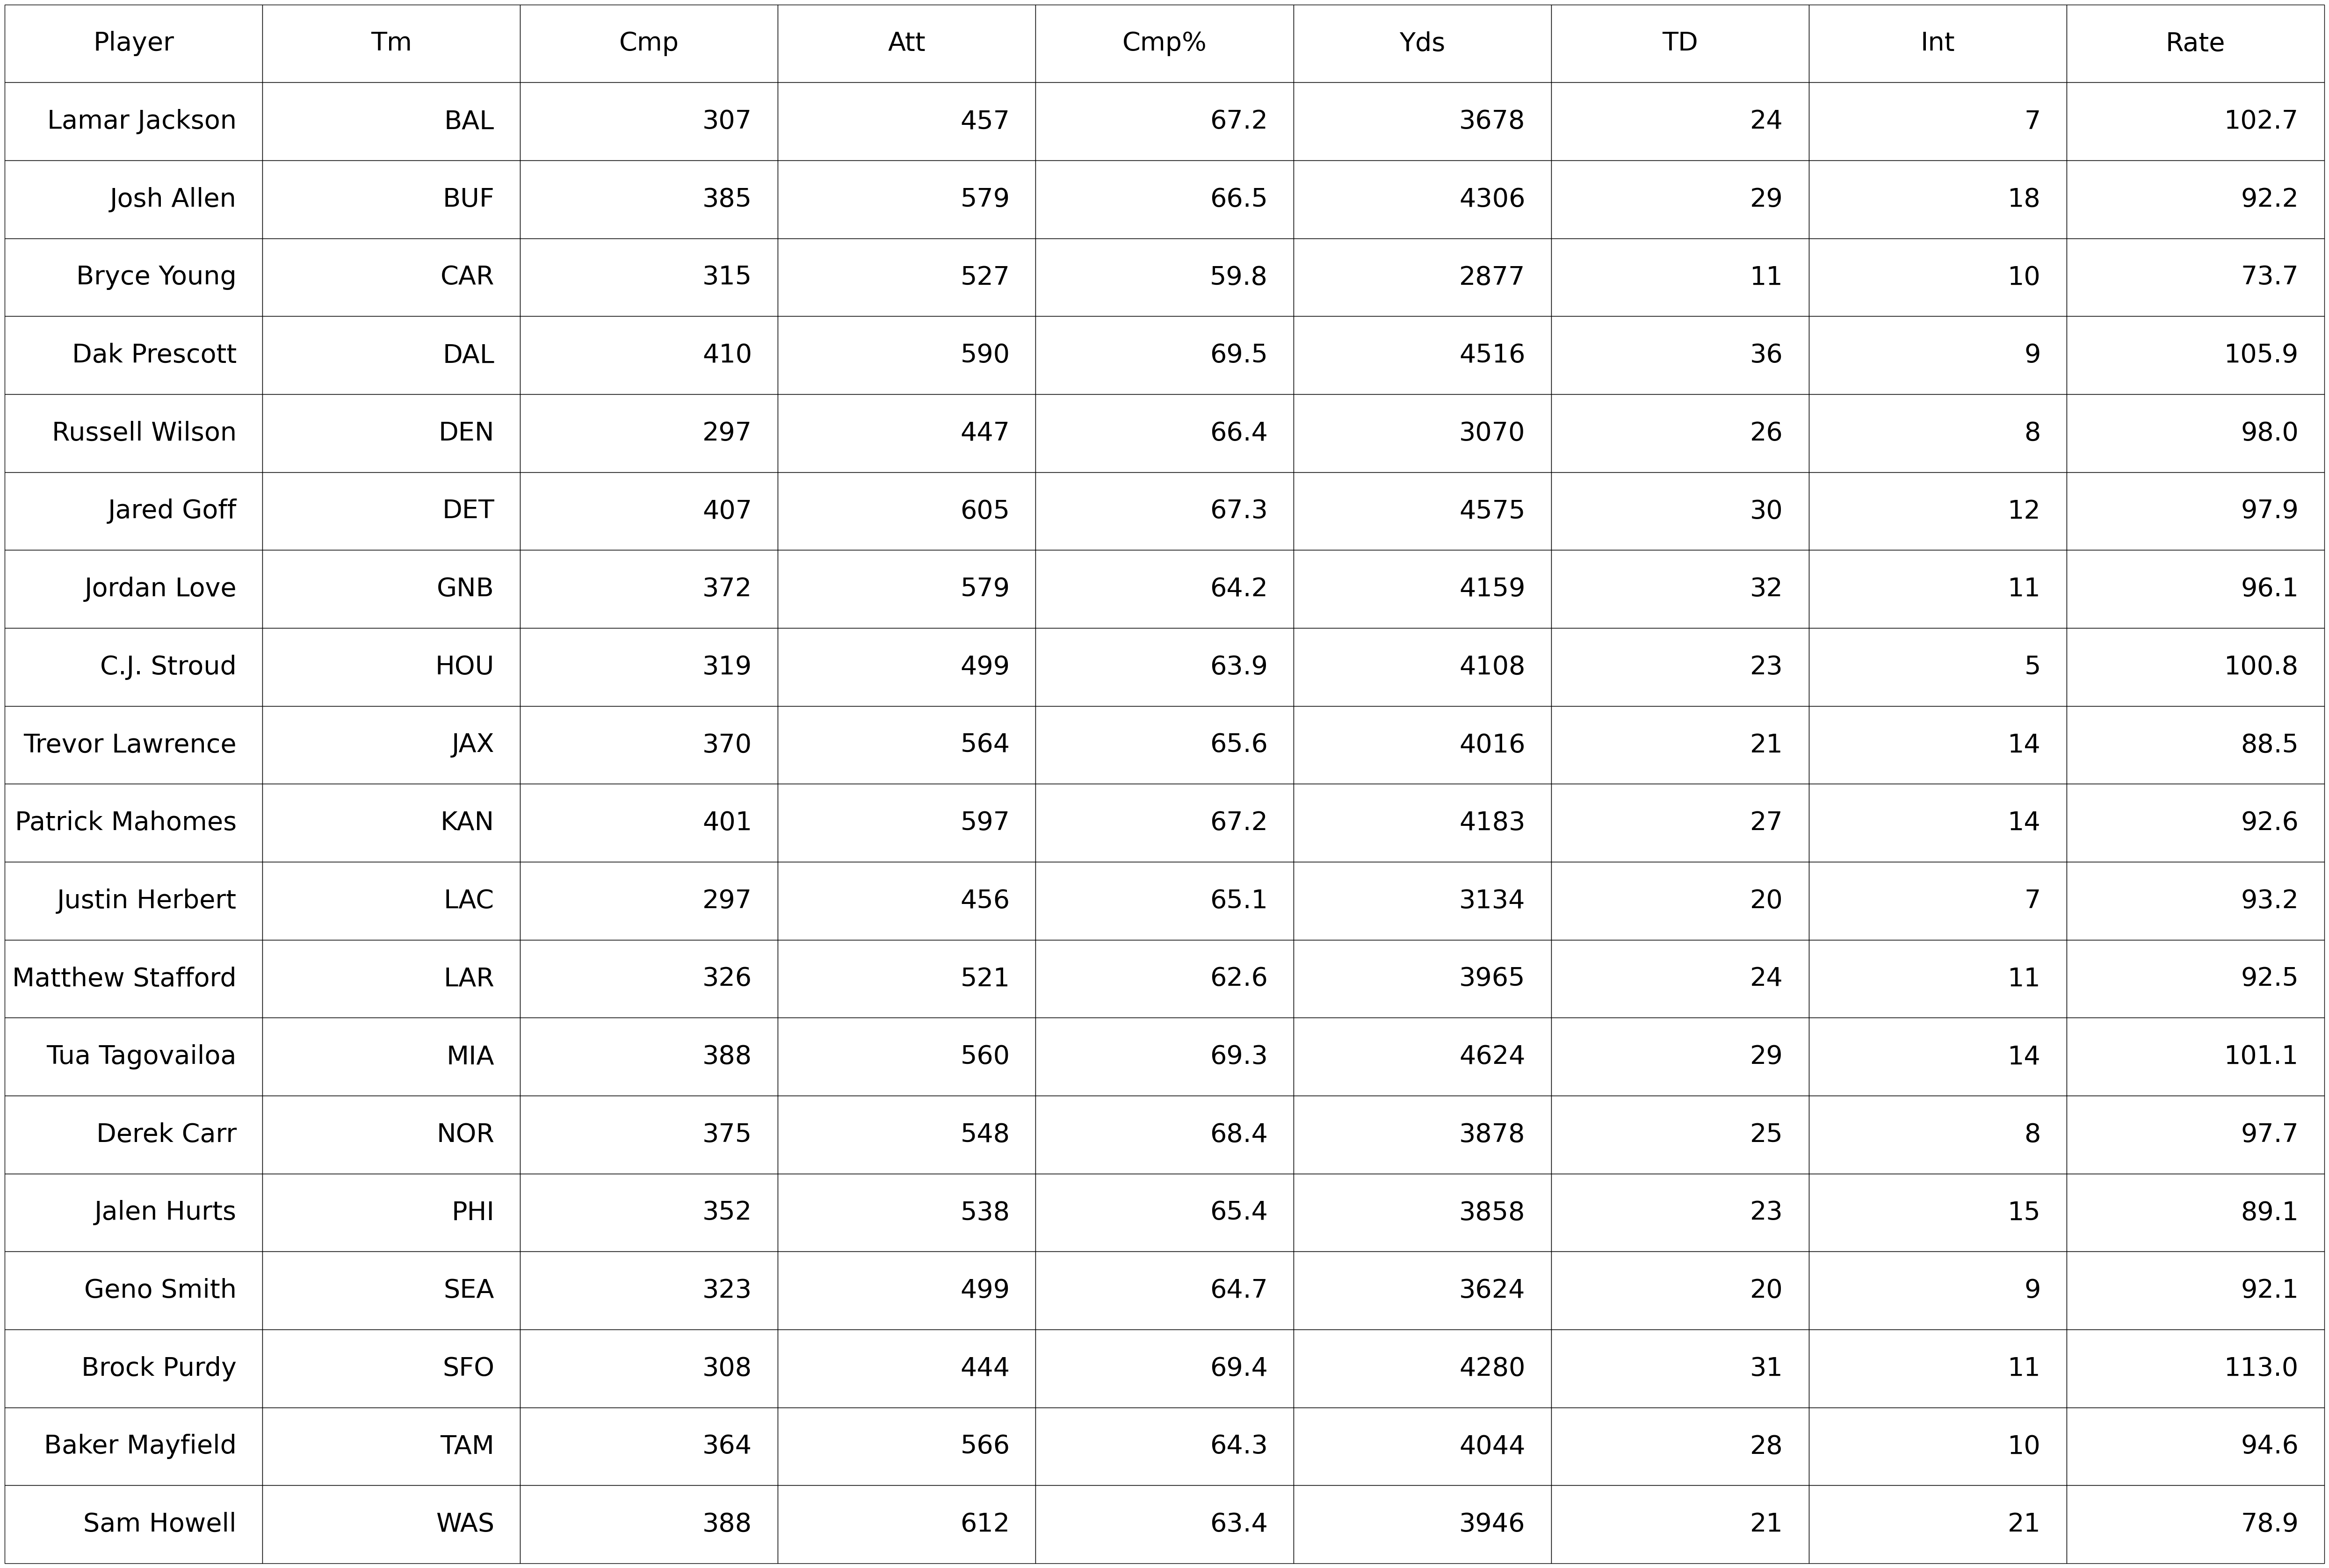 Player Tm Cmp Att Cmp% Yds TD Int Rate
Lamar Jackson BAL 307 457 67.2 3678 24 7 102.7
Josh Allen BUF 385 579 66.5 4306 29 18 92.2
Bryce Young CAR 315 527 59.8 2877 11 10 73.7
Dak Prescott DAL 410 590 69.5 4516 36 9 105.9
Russell Wilson DEN 297 447 66.4 3070 26 8 98.0
Jared Goff DET 407 605 67.3 4575 30 12 97.9
Jordan Love GNB 372 579 64.2 4159 32 11 96.1
C.J. Stroud HOU 319 499 63.9 4108 23 5 100.8
Trevor Lawrence JAX 370 564 65.6 4016 21 14 88.5
Patrick Mahomes KAN 401 597 67.2 4183 27 14 92.6
Justin Herbert LAC 297 456 65.1 3134 20 7 93.2
Matthew Stafford LAR 326 521 62.6 3965 24 11 92.5
Tua Tagovailoa MIA 388 560 69.3 4624 29 14 101.1
Derek Carr NOR 375 548 68.4 3878 25 8 97.7
Jalen Hurts PHI 352 538 65.4 3858 23 15 89.1
Geno Smith SEA 323 499 64.7 3624 20 9 92.1
Brock Purdy SFO 308 444 69.4 4280 31 11 113.0
Baker Mayfield TAM 364 566 64.3 4044 28 10 94.6
Sam Howell WAS 388 612 63.4 3946 21 21 78.9